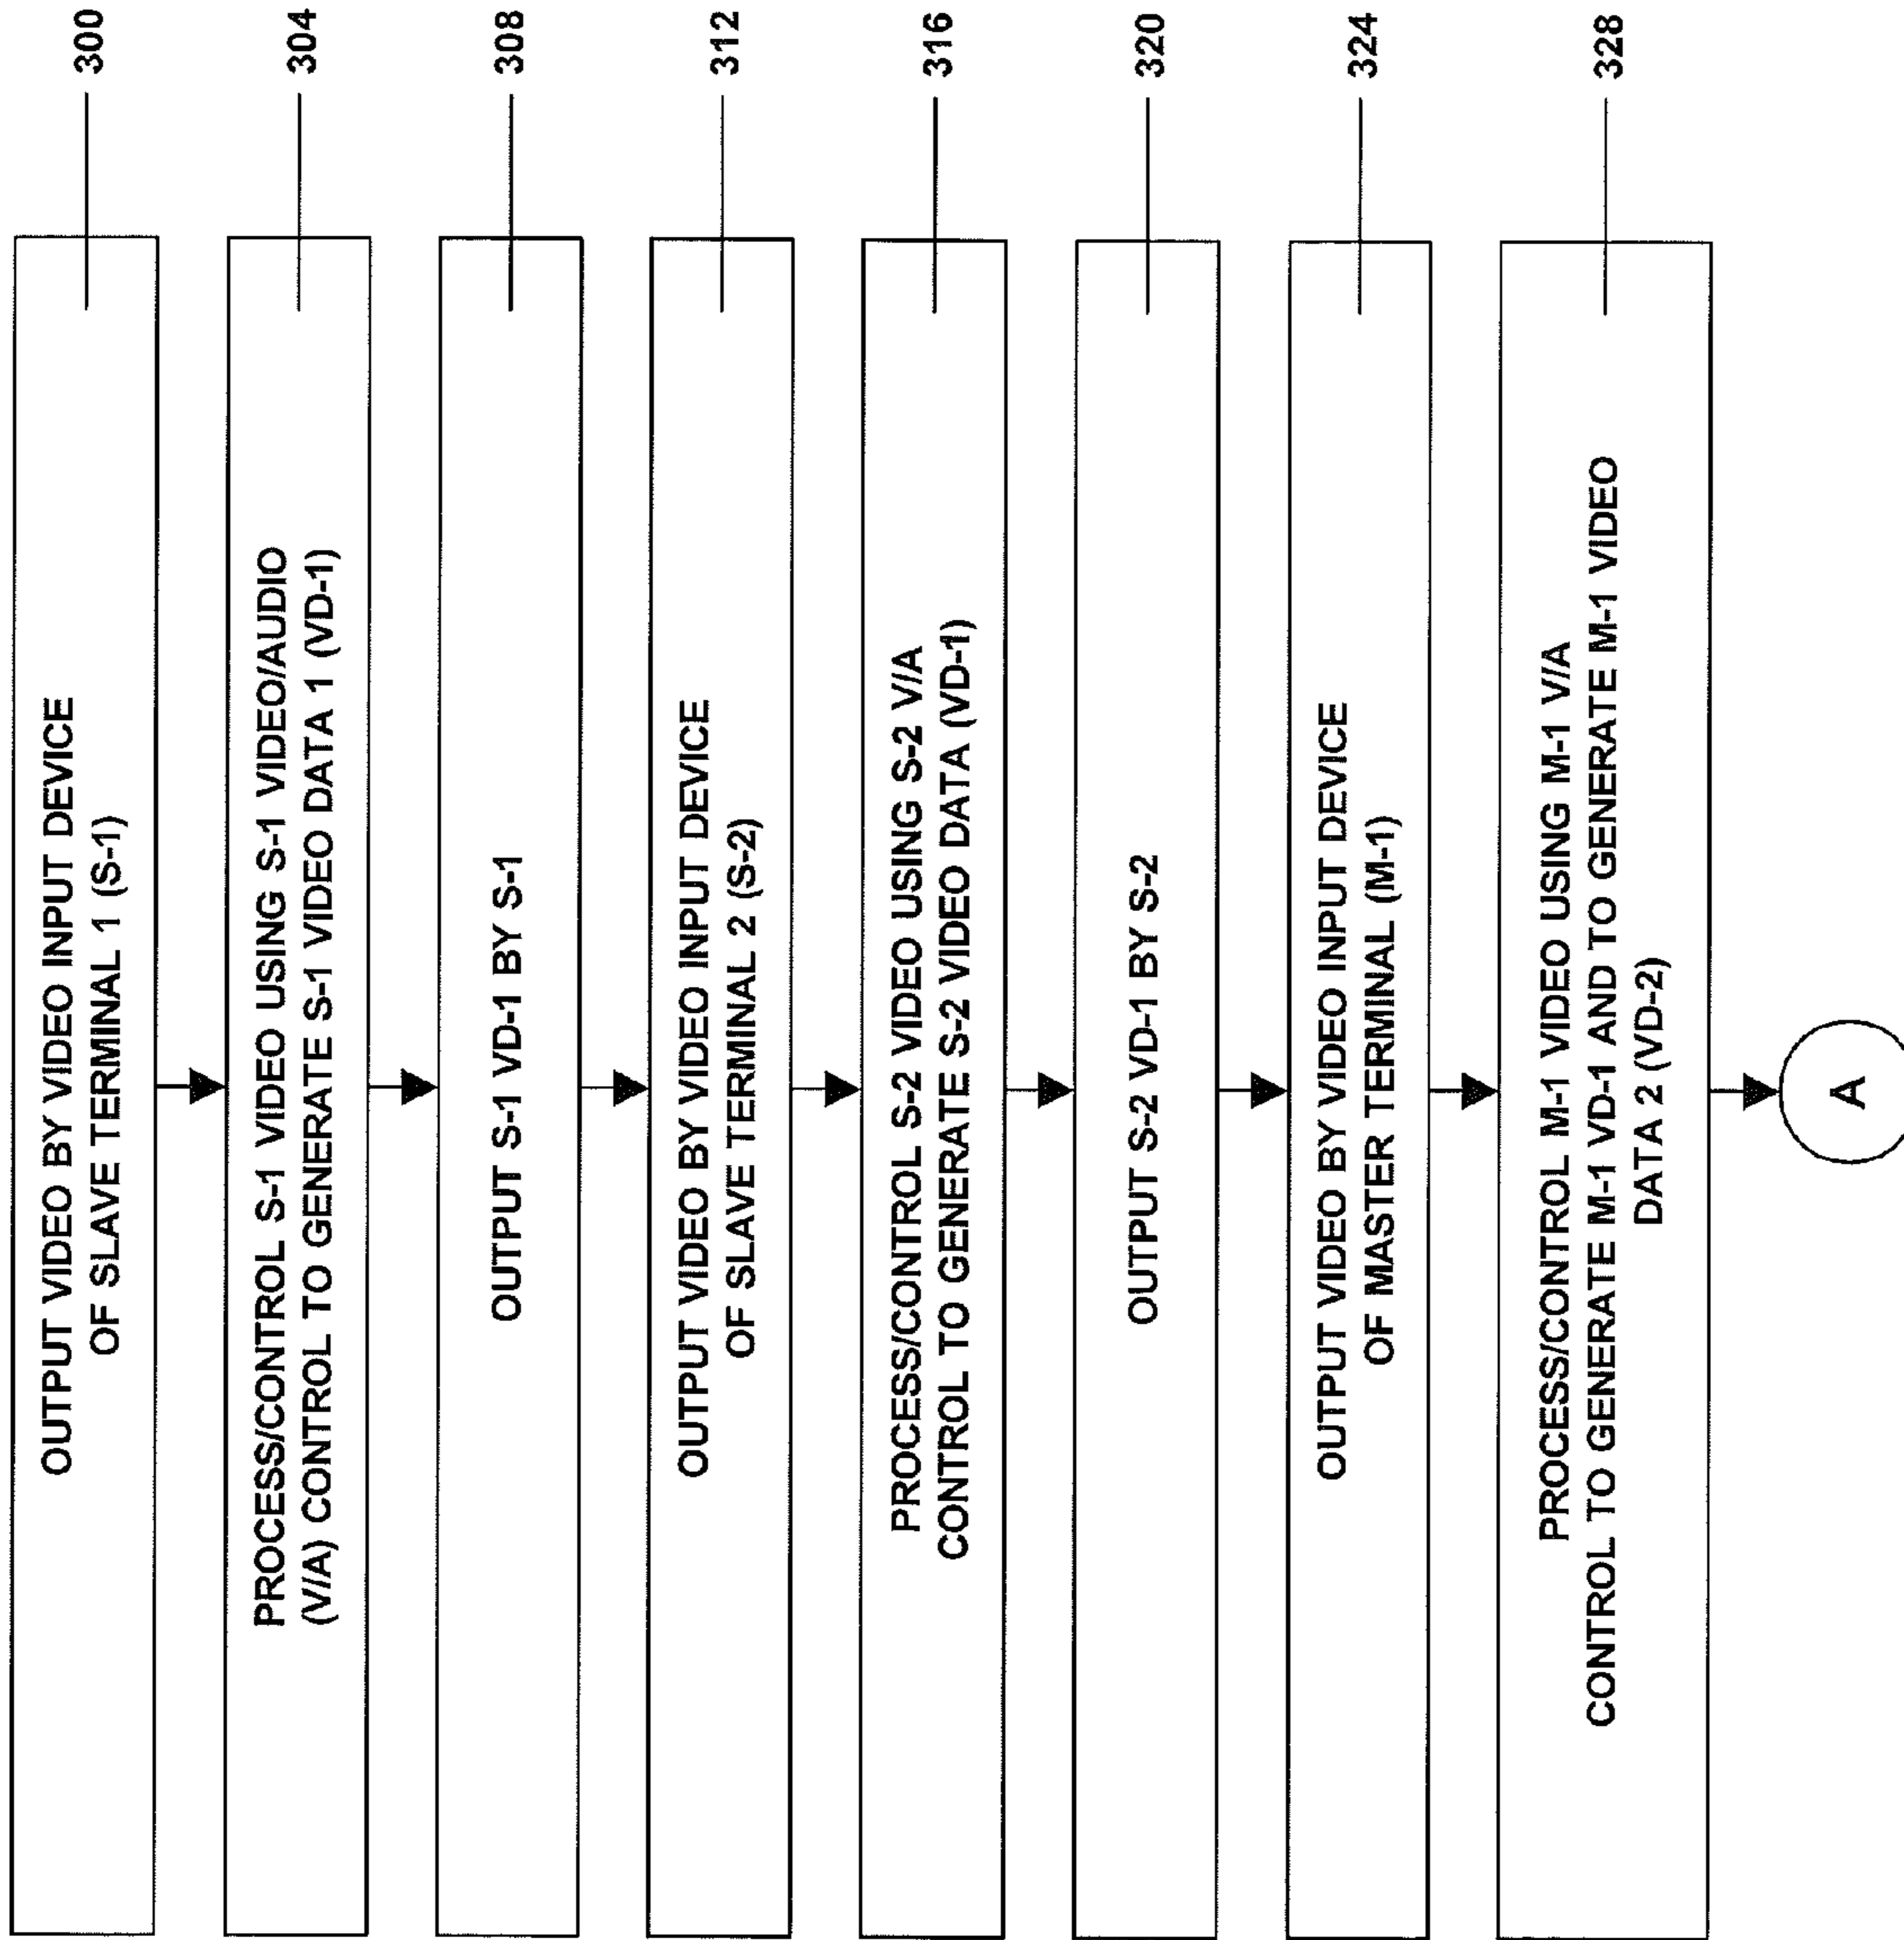 OUTPUT VIDEO BY VIDEO INPUT DEVICE
OF SLAVE TERMINAL 1 (S-1)
300
PROCESS/CONTROL S-1 VIDEO USING S-1 VIDEO/AUDIO
(V/A) CONTROL TO GENERATE S-1 VIDEO DATA 1 (VD-1)
304
OUTPUT S-1 VD-1 BY S-1
308
OUTPUT VIDEO BY VIDEO INPUT DEVICE
OF SLAVE TERMINAL 2 (S-2)
312
PROCESS/CONTROL S-2 VIDEO USING S-2 V/A
CONTROL TO GENERATE S-2 VIDEO DATA (VD-1)
316
OUTPUT S-2 VD-1 BY S-2
320
OUTPUT VIDEO BY VIDEO INPUT DEVICE
OF MASTER TERMINAL (M-1)
324
PROCESS/CONTROL M-1 VIDEO USING M-1 V/A
CONTROL TO GENERATE M-1 VD-1 AND TO GENERATE M-1 VIDEO
DATA 2 (VD-2)
328
A